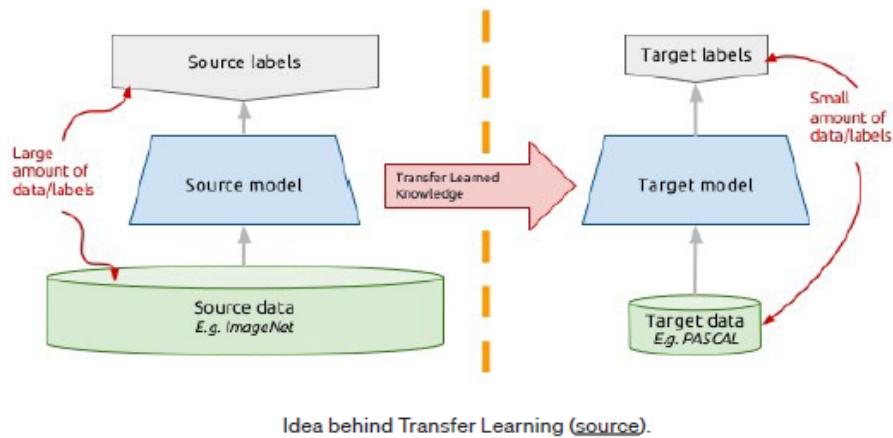 Source labels
Target labels
Large
amount of
data/labels
Small
amount of
data/labels
Source model
Transfer Learned
Knowledge
Target model
Source data
E.g. ImageNet
Target data
E.g. PASCAL
Idea behind Transfer Learning (source).